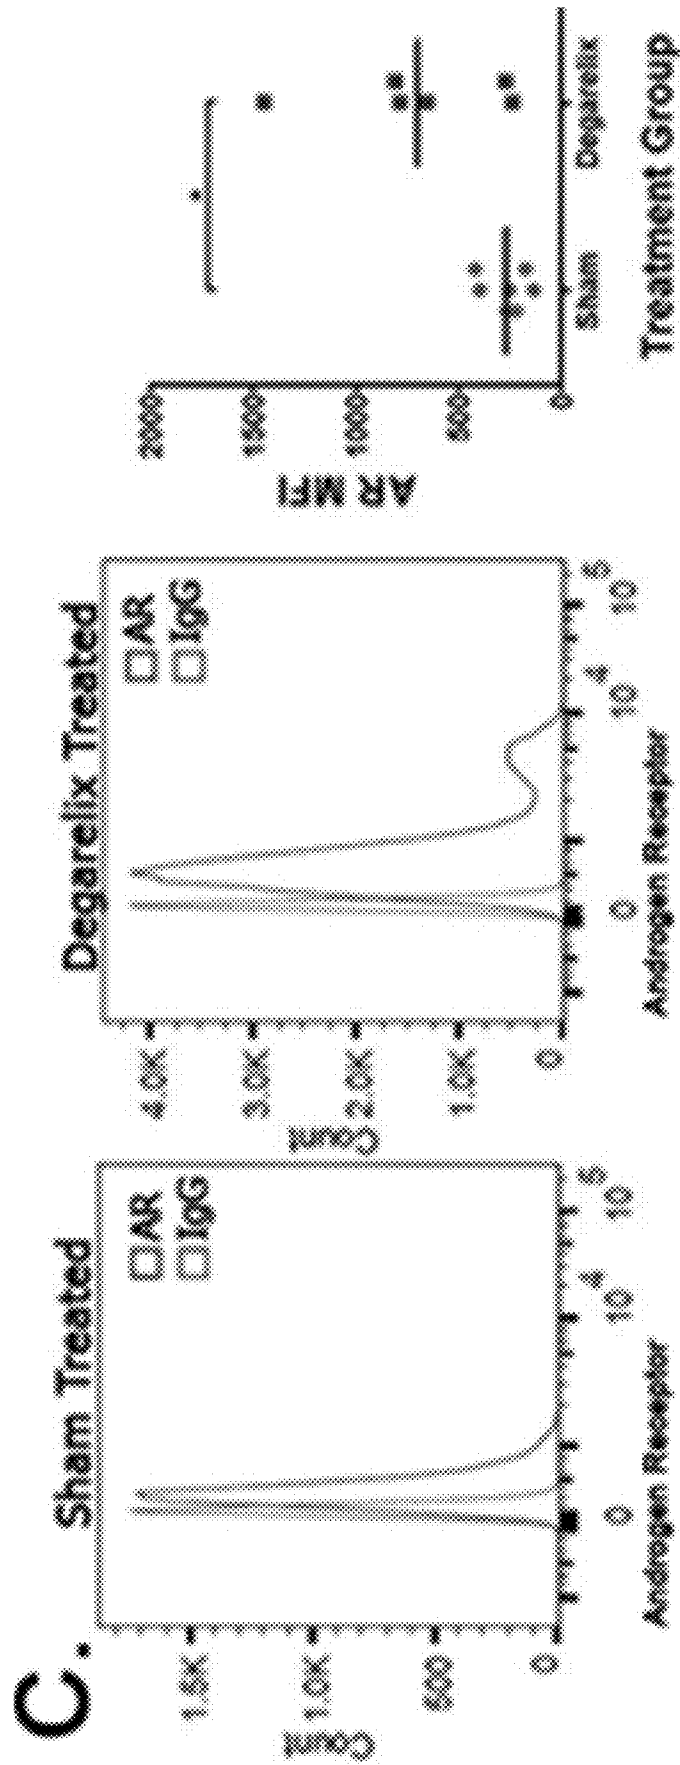 C.
Sham Treated
Count
1.5K
1.0K
500
0
AR
IgG
0
10 4
10 5
Androgen Receptor
Degarelix Treated
Count
4.0K
3.0K
2.0K
1.0K
0
AR
IgG
0
10 4
10 5
Androgen Receptor
AR MFI
2000
1500
1000
500
0
Sham
Degarelix
Treatment Group